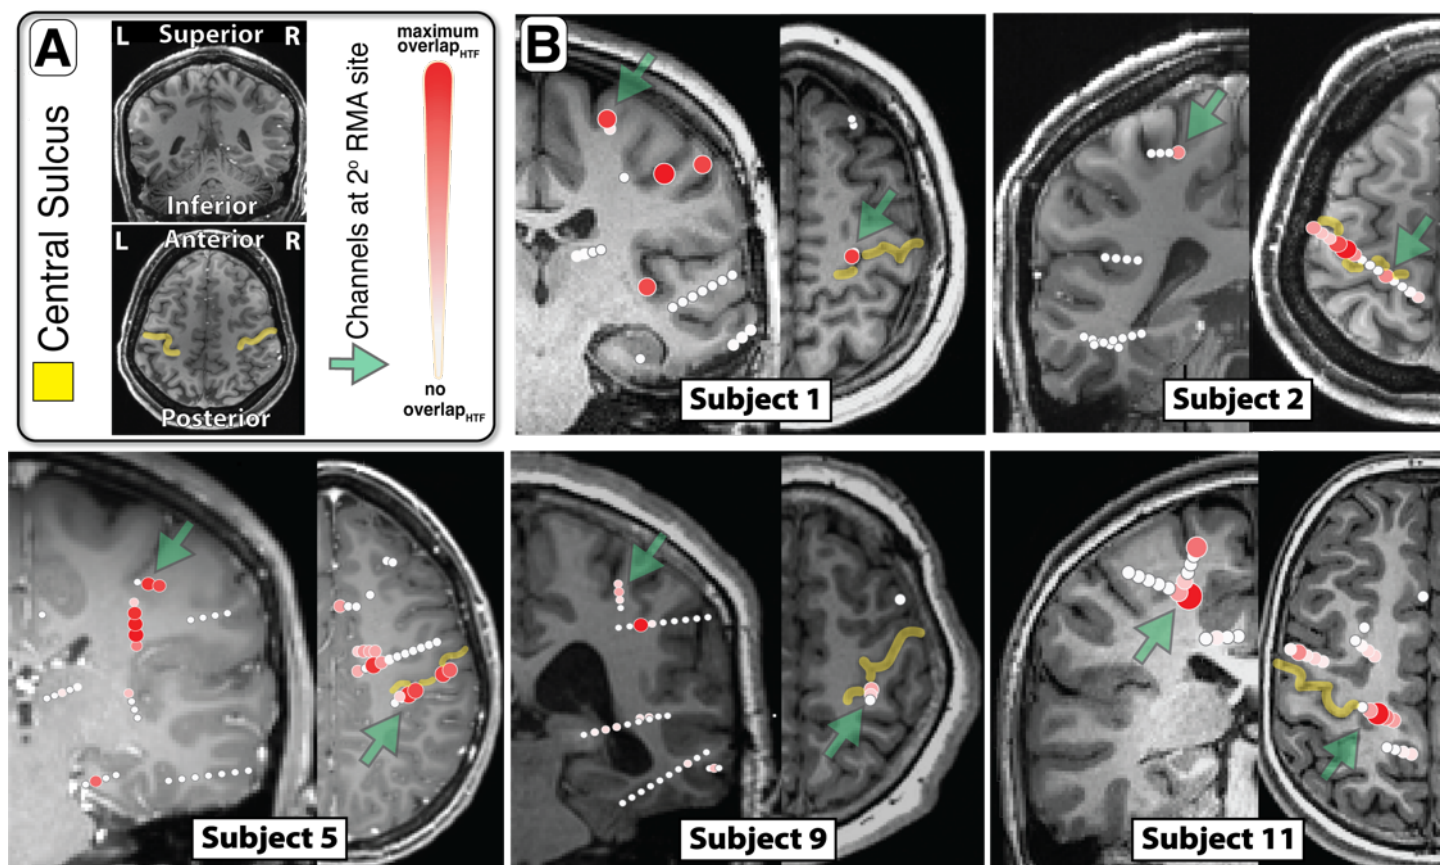 A
Central Sulcus
L Superior R
Inferior
L Anterior R
Posterior
Channels at 2º RMA site
maximum
overlapHTF
no
overlapHTF
B
Subject 1
Subject 2
Subject 5
Subject 9
Subject 11